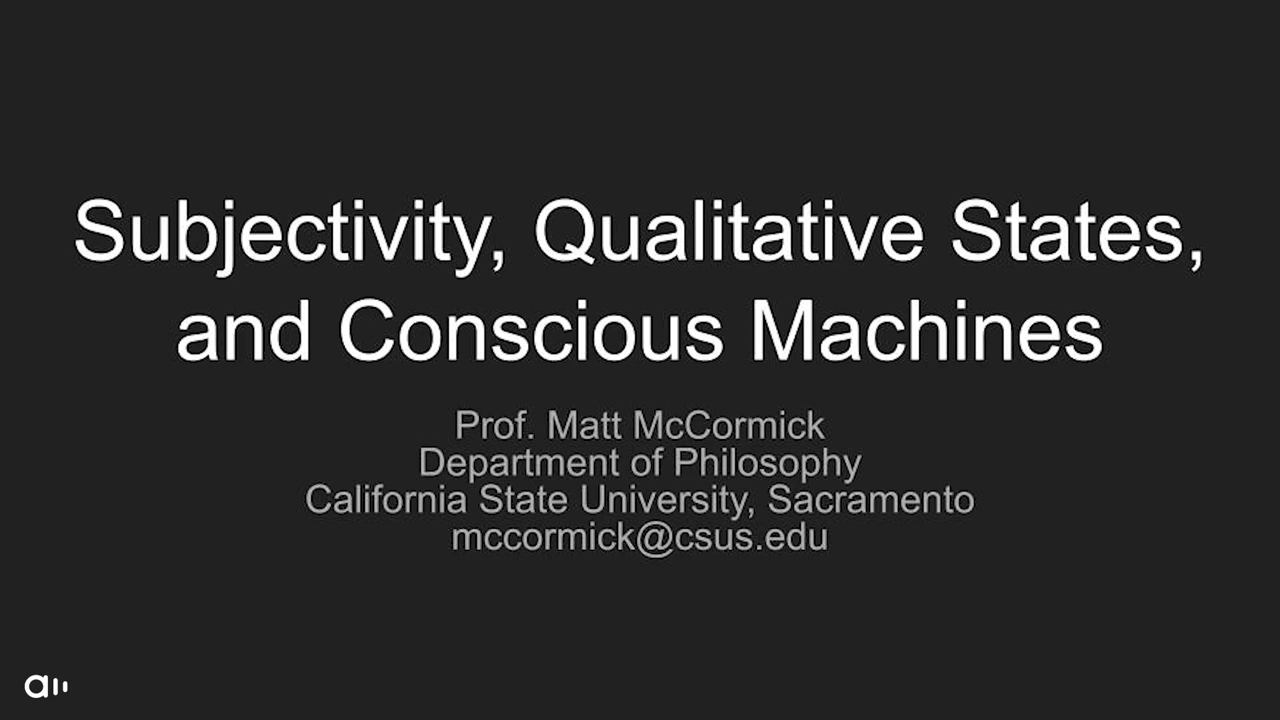 Subjectivity, Qualitative States,
and Conscious Machines
Prof. Matt McCormick
Department of Philosophy
California State University, Sacramento
mccormick@csus.edu